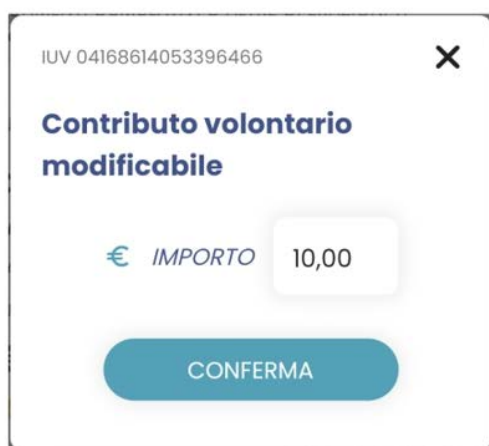 IUV 04168614053396466
Contributo volontario
modificabile
€ IMPORTO 10,00
CONFERMA